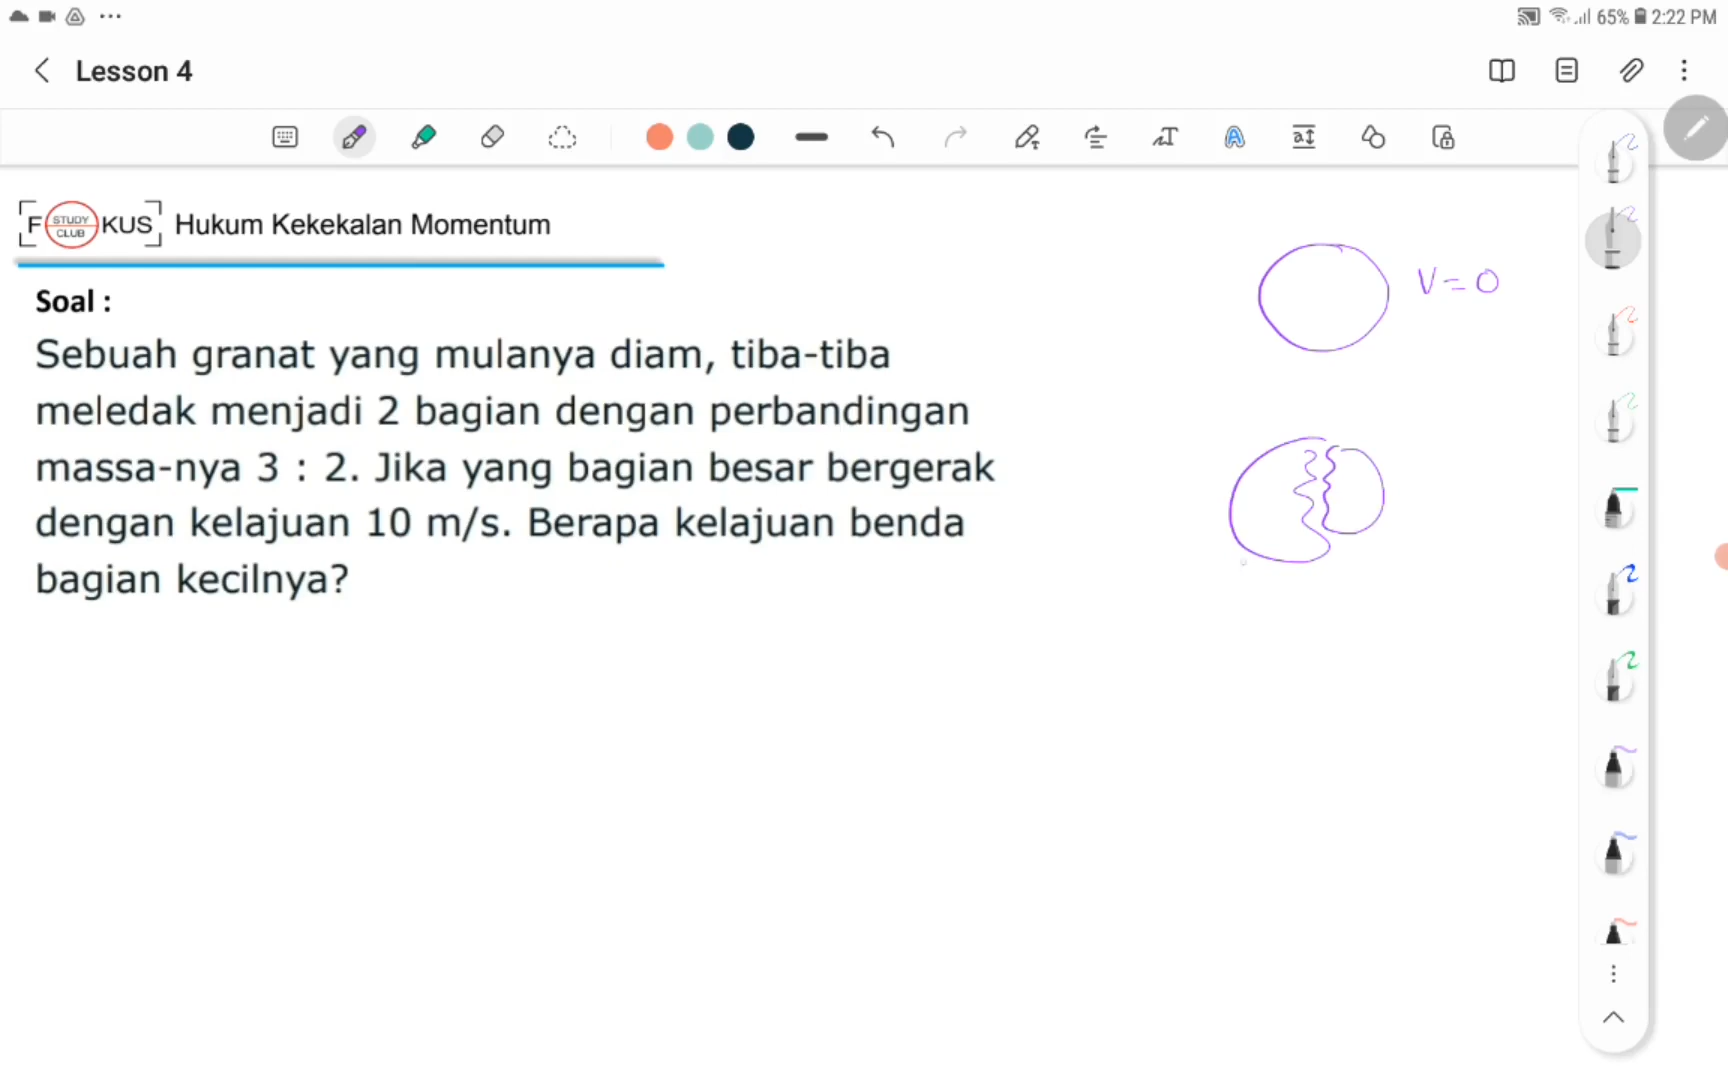 65% 2:22 PM
Lesson 4
F STUDY CLUB KUS Hukum Kekekalan Momentum
Soal :
Sebuah granat yang mulanya diam, tiba-tiba
meledak menjadi 2 bagian dengan perbandingan
massa-nya 3 : 2. Jika yang bagian besar bergerak
dengan kelajuan 10 m/s. Berapa kelajuan benda
bagian kecilnya?
V = 0